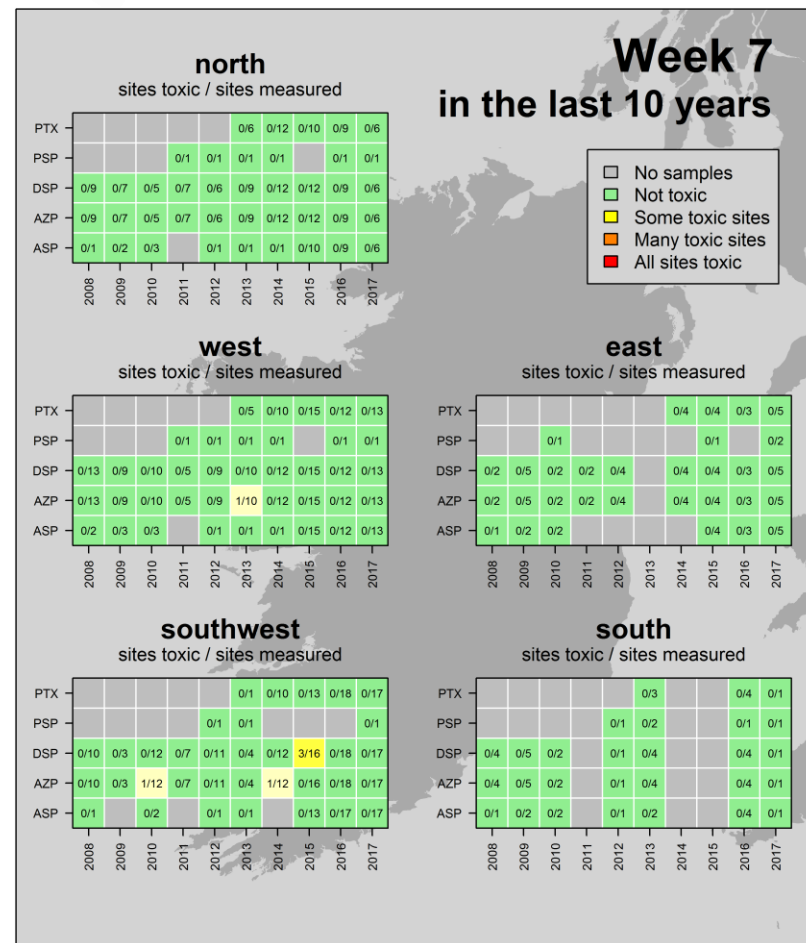 Week 7
in the last 10 years
No samples
Not toxic
Some toxic sites
Many toxic sites
All sites toxic
north
sites toxic / sites measured
PTX 0/6 0/12 0/10 0/9 0/6
PSP 0/1 0/1 0/1 0/1 0/1 0/1
DSP 0/9 0/7 0/5 0/7 0/6 0/9 0/12 0/12 0/9 0/6
AZP 0/9 0/7 0/5 0/7 0/6 0/9 0/12 0/12 0/9 0/6
ASP 0/1 0/2 0/3 0/1 0/1 0/1 0/10 0/9 0/6
2008 2009 2010 2011 2012 2013 2014 2015 2016 2017
west
sites toxic / sites measured
PTX 0/5 0/10 0/15 0/12 0/13
PSP 0/1 0/1 0/1 0/1 0/1 0/1
DSP 0/13 0/9 0/10 0/5 0/9 0/10 0/12 0/15 0/12 0/13
AZP 0/13 0/9 0/10 0/5 0/9 1/10 0/12 0/15 0/12 0/13
ASP 0/2 0/3 0/3 0/1 0/1 0/1 0/15 0/12 0/13
2008 2009 2010 2011 2012 2013 2014 2015 2016 2017
east
sites toxic / sites measured
PTX 0/4 0/4 0/3 0/5
PSP 0/1 0/1 0/2
DSP 0/2 0/5 0/2 0/2 0/4 0/4 0/4 0/3 0/5
AZP 0/2 0/5 0/2 0/2 0/4 0/4 0/4 0/3 0/5
ASP 0/1 0/2 0/2 0/4 0/3 0/5
2008 2009 2010 2011 2012 2013 2014 2015 2016 2017
southwest
sites toxic / sites measured
PTX 0/1 0/10 0/13 0/18 0/17
PSP 0/1 0/1 0/1
DSP 0/10 0/3 0/12 0/7 0/11 0/4 0/12 3/16 0/18 0/17
AZP 0/10 0/3 1/12 0/7 0/11 0/4 1/12 0/16 0/18 0/17
ASP 0/1 0/2 0/1 0/1 0/13 0/17 0/17
2008 2009 2010 2011 2012 2013 2014 2015 2016 2017
south
sites toxic / sites measured
PTX 0/3 0/4 0/1
PSP 0/1 0/2 0/1 0/1
DSP 0/4 0/5 0/2 0/1 0/4 0/4 0/1
AZP 0/4 0/5 0/2 0/1 0/4 0/4 0/1
ASP 0/1 0/2 0/2 0/1 0/2 0/4 0/1
2008 2009 2010 2011 2012 2013 2014 2015 2016 2017